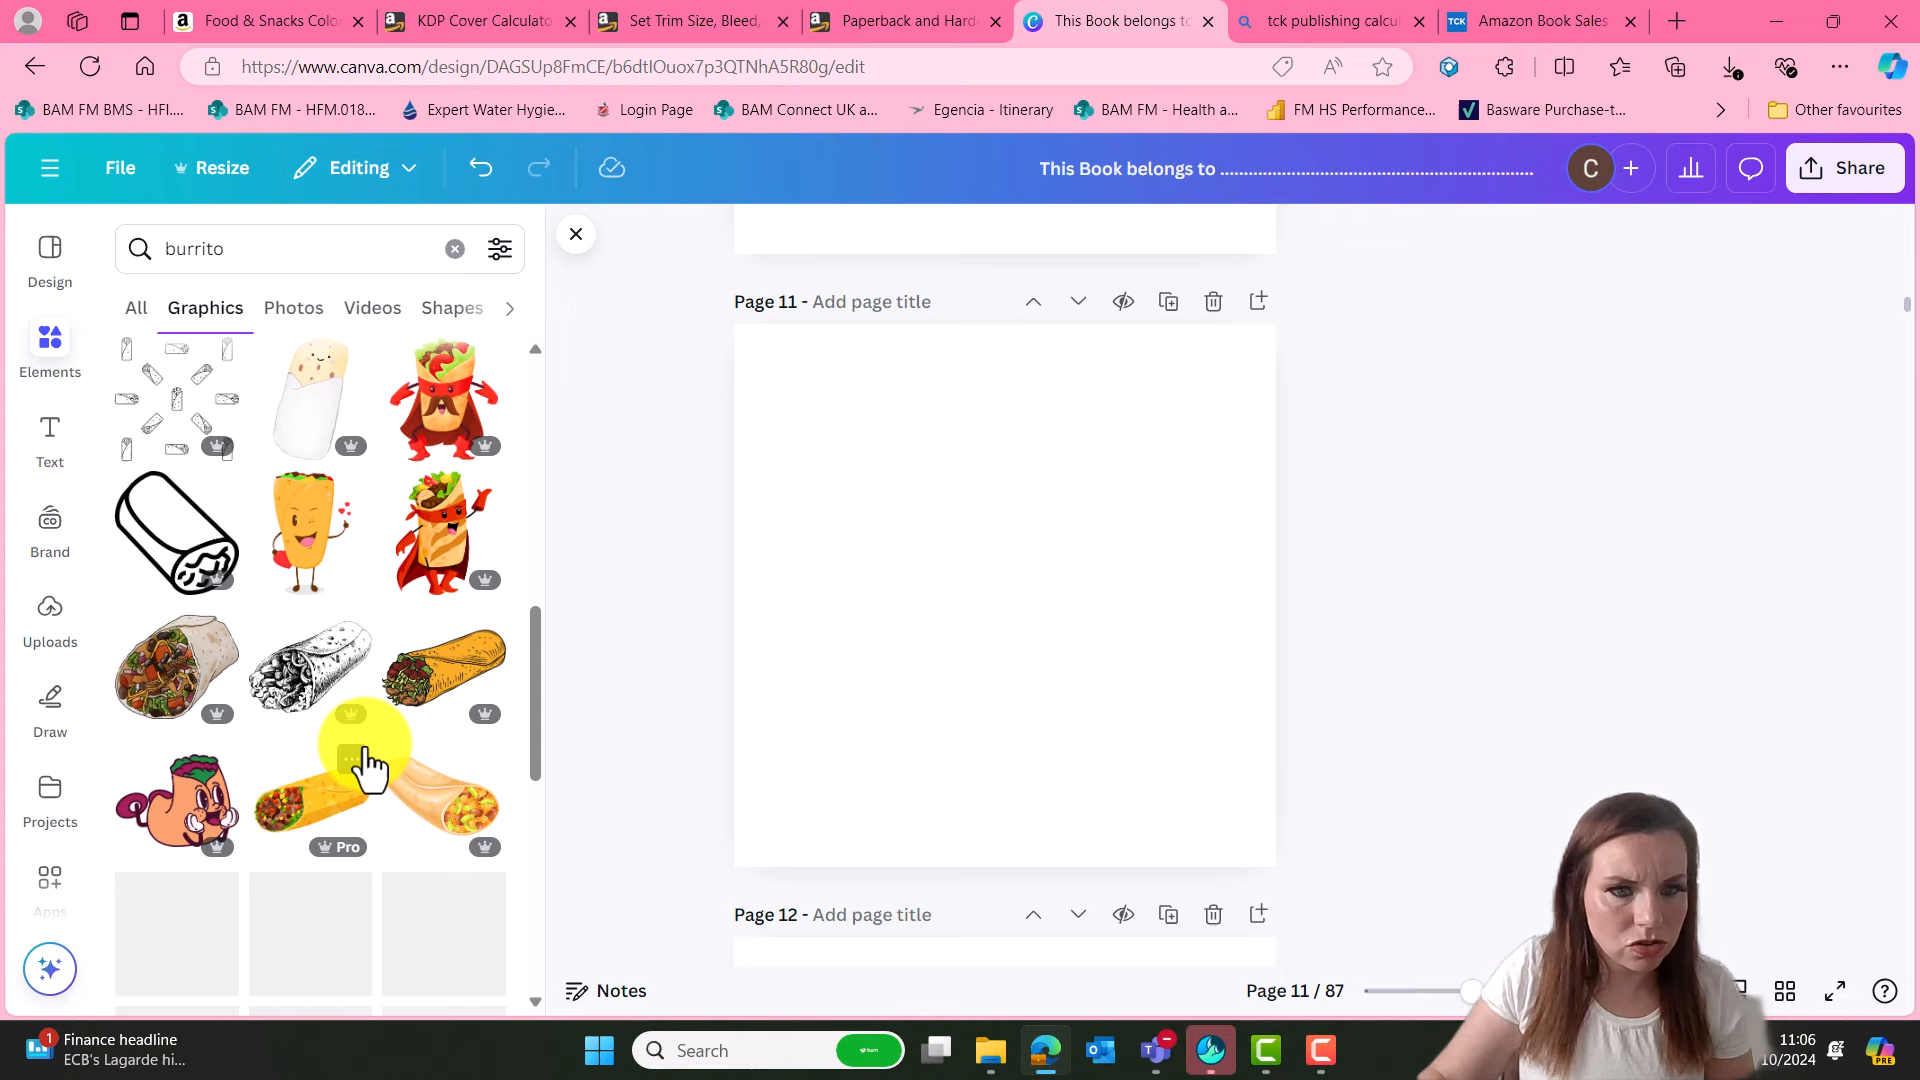 Food & Snacks Colo
KDP Cover Calculato
Set Trim Size, Bleed,
Paperback and Hard
This Book belongs to
tck publishing calcul
TCK
Amazon Book Sales
https://www.canva.com/design/DAGSUp8FmCE/b6dtIOuox7p3QTNhA5R80g/edit
BAM FM BMS - HFI....
BAM FM - HFM.018...
Expert Water Hygie...
Login Page
BAM Connect UK a...
Egencia - Itinerary
BAM FM - Health a...
FM HS Performance...
Basware Purchase-t...
Other favourites
File
Resize
Editing
This Book belongs to ................................................................
C
Share
burrito
All
Graphics
Photos
Videos
Shapes
Design
Elements
Text
Brand
Uploads
Draw
Projects
Apps
Pro
Page 11 - Add page title
Page 12 - Add page title
Notes
Page 11 / 87
1
Finance headline
ECB's Lagarde hi...
Search
11:06
10/2024
PRE